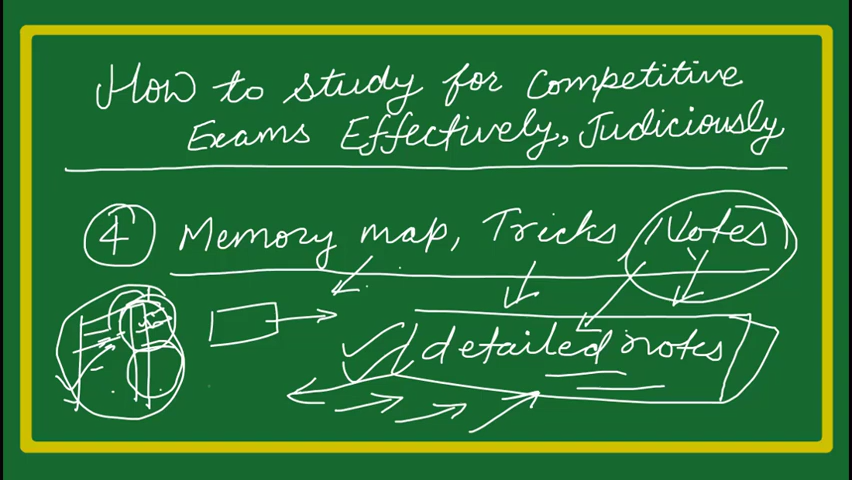 How to study for competitive
Exams Effectively, Judiciously
4 Memory map, Tricks, Notes
detailed notes